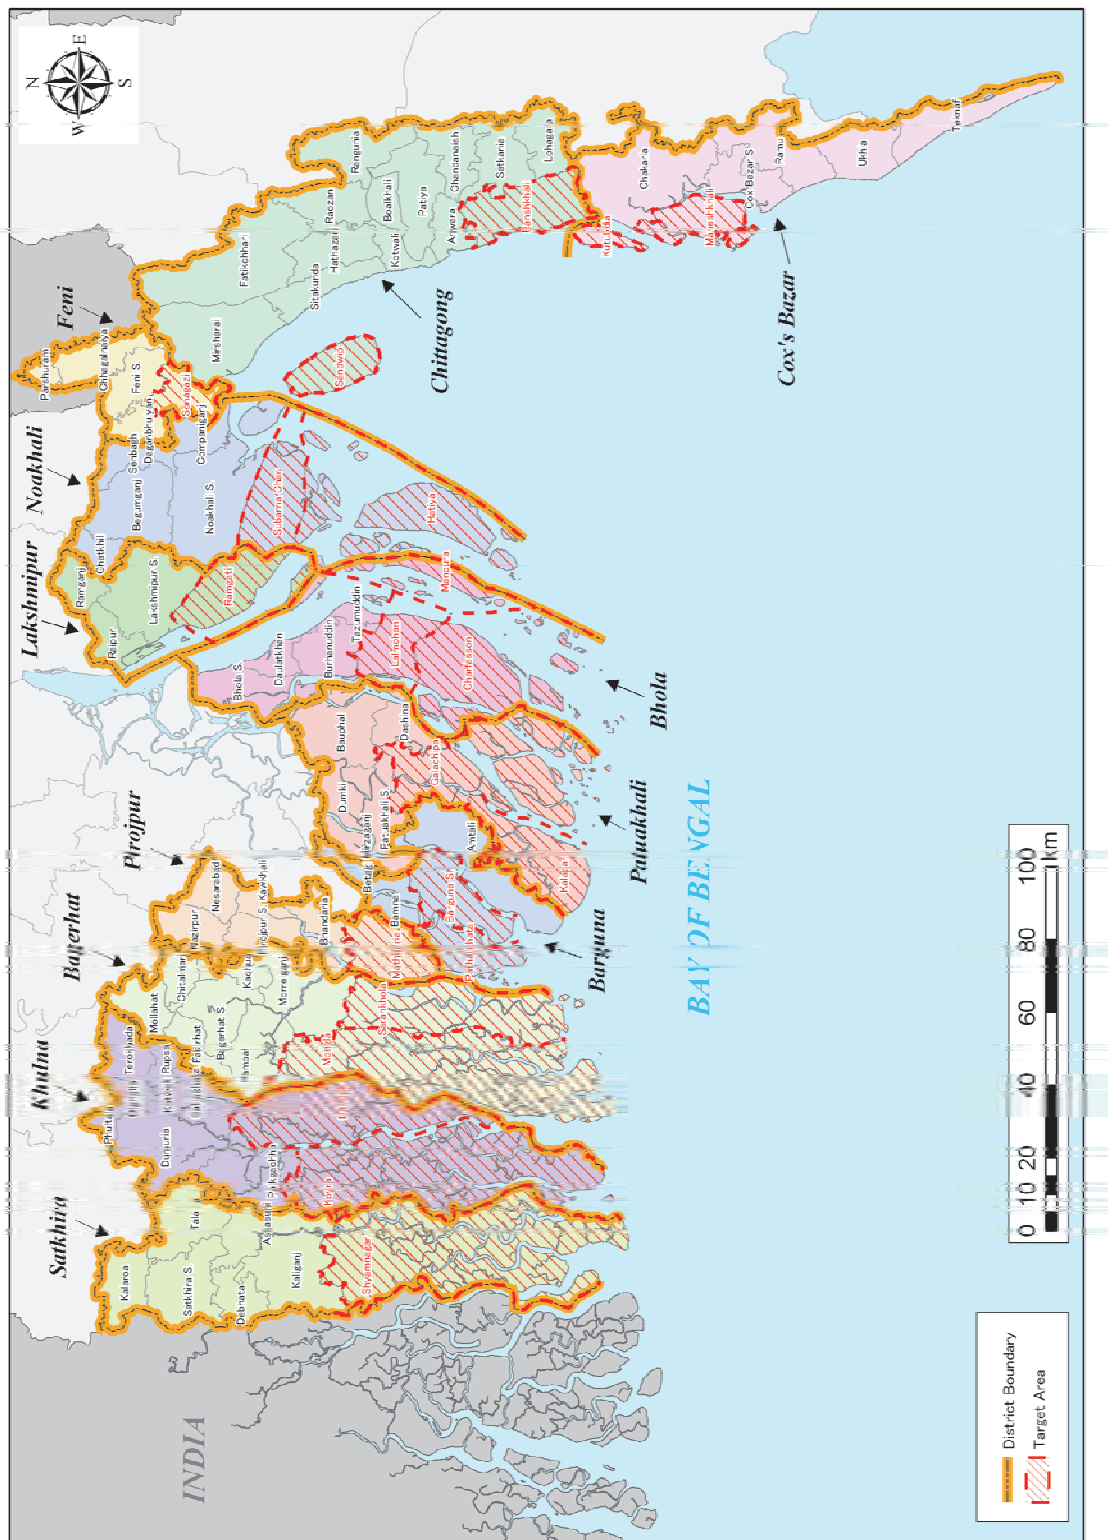 N
E
S
W
INDIA
BAY OF BENGAL
Satkhira
Khulna
Bagerhat
Pirojpur
Lakshmipur
Noakhali
Feni
Barguna
Patuakhali
Bhola
Chittagong
Cox's Bazar
Kalaroa
Satkhira S.
Tala
Debhata
Kaliganj
Shyamnagar
Phultala
Dumuria
Koyra
Terokhada
Rupsa
Mollahat
Chitalmari
Fakirhat
Bagerhat S.
Rampal
Kachua
Morrelganj
Mongla
Sarankhola
Nazirpur
Nesarabad
Pirojpur S.
Kawkhali
Bhandaria
Mathbaria
Bamna
Betagi
Barguna S.
Patharghata
Amtali
Dumki
Bauphal
Patuakhali S.
Dashmina
Galachipa
Kalapara
Bhola S.
Daulatkhan
Burhanuddin
Tazumuddin
Lalmohan
Charfasson
Monpura
Ramganj
Raipur
Lakshmipur S.
Ramgati
Chatkhil
Begumganj
Senbagh
Noakhali S.
Companiganj
Subarna Char
Hatiya
Parshuram
Chhagalnaiya
Feni S.
Daganbhuiyan
Sonagazi
Mirsharai
Fatikchhari
Sitakunda
Hathazari
Raozan
Rangunia
Sandwip
Kotwali
Boalkhali
Patiya
Anwara
Chandanaish
Satkania
Lohagara
Banshkhali
Kutubdia
Chakaria
Maheshkhali
Cox Bazar S.
Ramu
Ukhia
Teknaf
District Boundary
Target Area
0 10 20 40 60 80 100
km